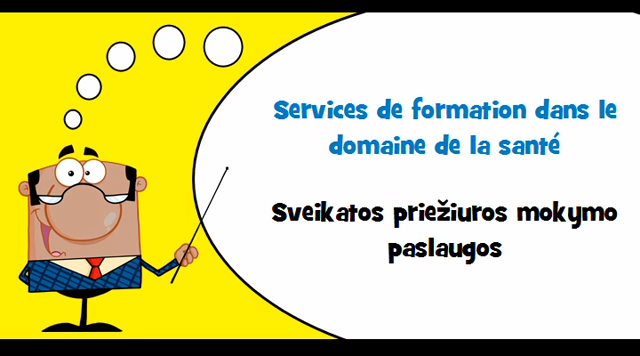 Services de formation dans le
domaine de la santé
Sveikatos priežiuros mokymo
paslaugos